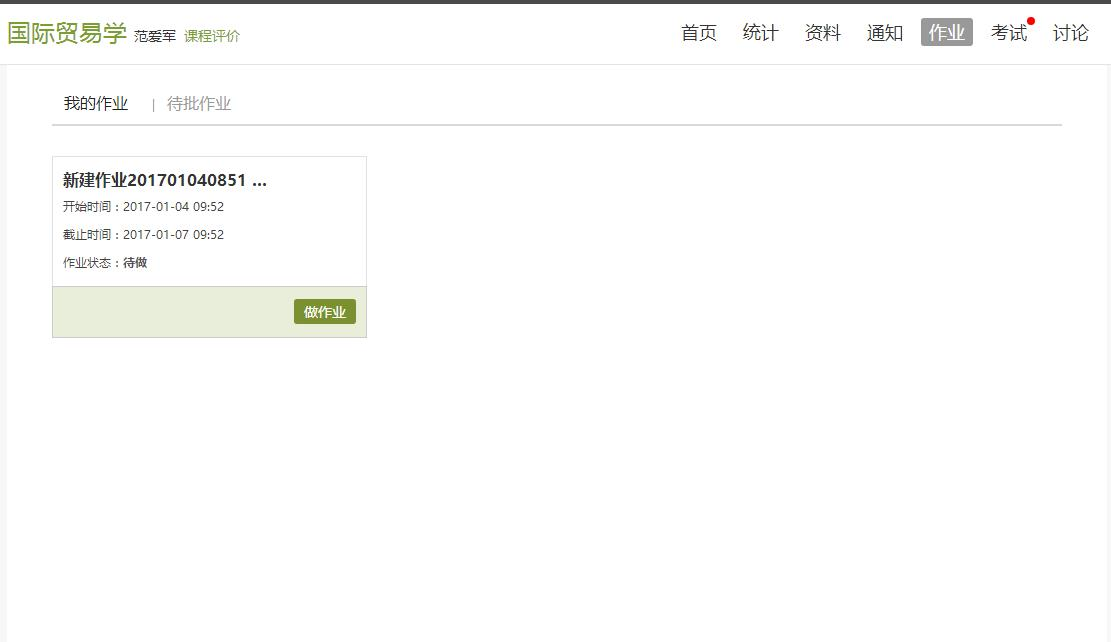 国际贸易学 范爱军 课程评价 首页 统计 资料 通知 作业 考试 讨论
我的作业 | 待批作业
新建作业201701040851 ...
开始时间：2017-01-04 09:52
截止时间：2017-01-07 09:52
作业状态：待做
做作业